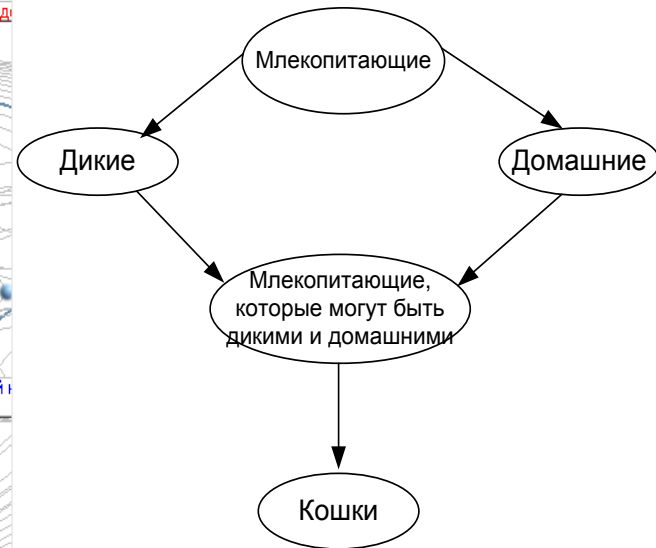 Млекопитающие
Дикие
Домашние
Млекопитающие,
которые могут быть
дикими и домашними
Кошки